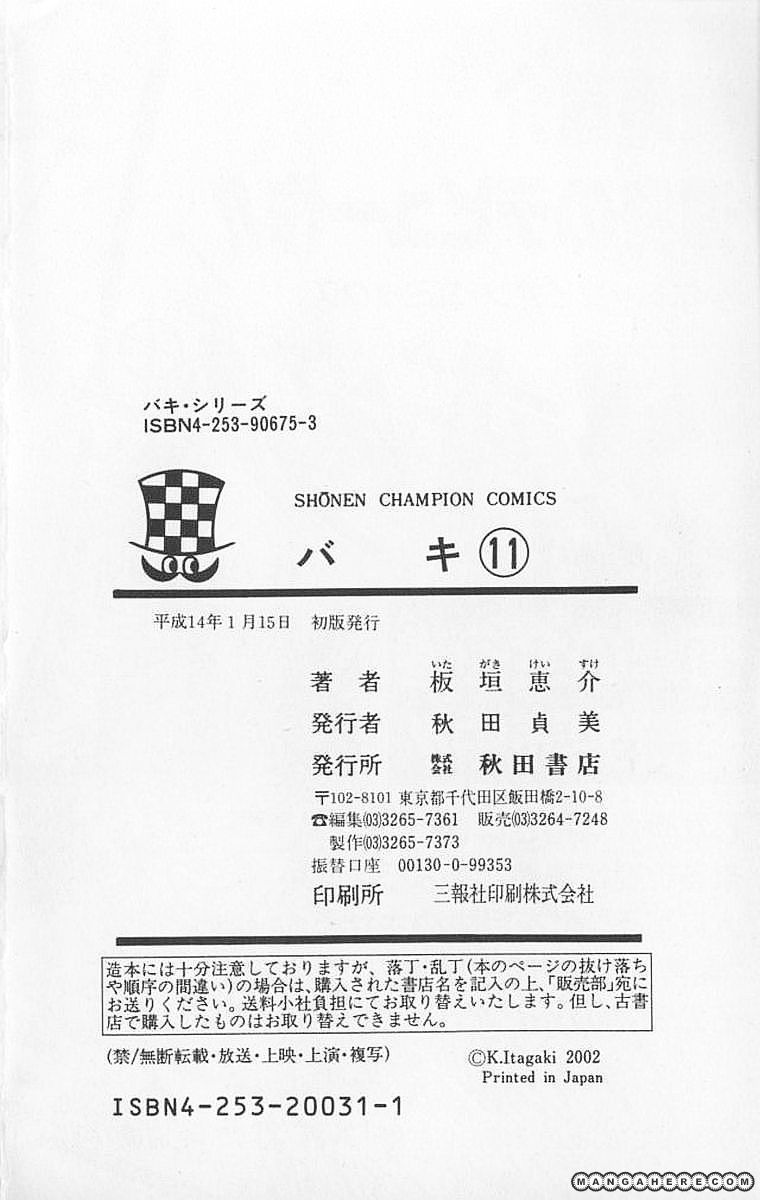 バキ・シリーズ
ISBN4-253-90675-3
SHŌNEN CHAMPION COMICS
バ キ ⑪
平成14年1月15日 初版発行
いた がき けい すけ
著者 板垣恵介
発行者 秋田貞美
発行所 株式会社 秋田書店
〒102-8101 東京都千代田区飯田橋2-10-8
☎編集(03)3265-7361 販売(03)3264-7248
製作(03)3265-7373
振替口座 00130-0-99353
印刷所 三報社印刷株式会社
造本には十分注意しておりますが、落丁・乱丁(本のページの抜け落ち
や順序の間違い)の場合は、購入された書店名を記入の上、「販売部」宛に
お送りください。送料小社負担にてお取り替えいたします。但し、古書
店で購入したものはお取り替えできません。
(禁/無断転載・放送・上映・上演・複写)
©K.Itagaki 2002
Printed in Japan
ISBN4-253-20031-1
MANGAHERE.COM